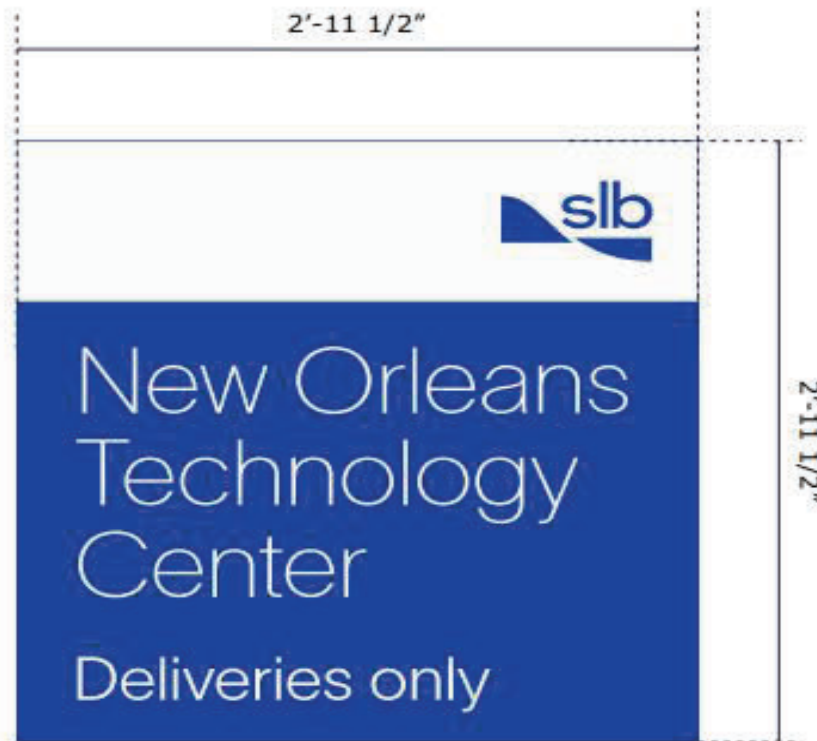 2'-11 1/2"
slb
New Orleans
Technology
Center
Deliveries only
2'-11 1/2"